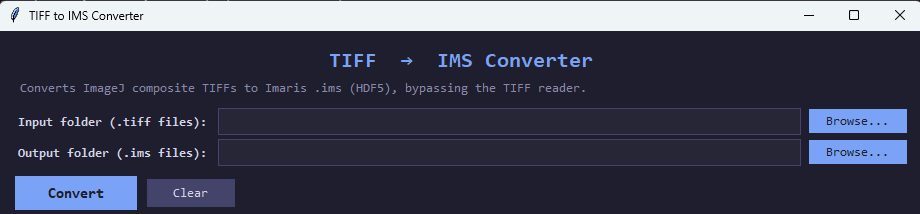 TIFF to IMS Converter
TIFF → IMS Converter
Converts ImageJ composite TIFFs to Imaris .ims (HDF5), bypassing the TIFF reader.
Input folder (.tiff files): Browse...
Output folder (.ims files): Browse...
Convert Clear